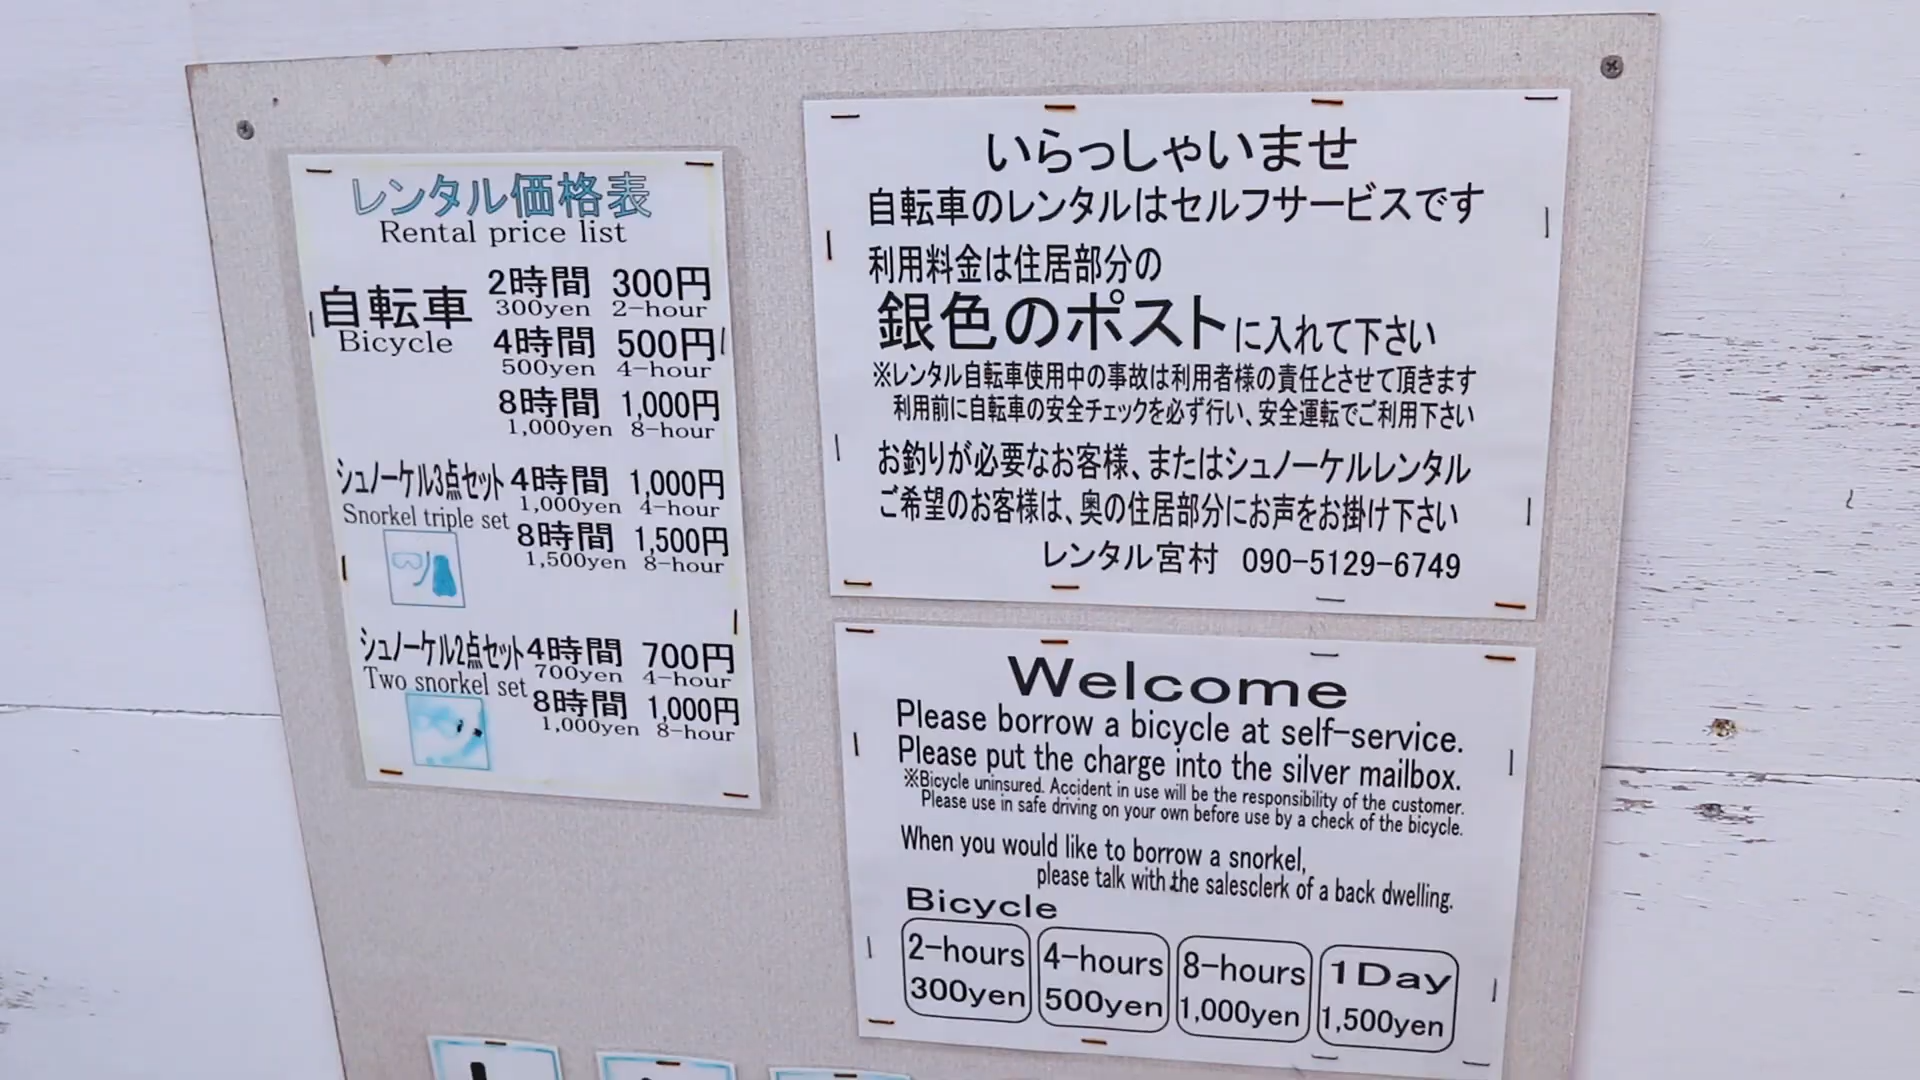 レンタル価格表
Rental price list
自転車
Bicycle
2時間 300円
300yen 2-hour
4時間 500円
500yen 4-hour
8時間 1,000円
1,000yen 8-hour
シュノーケル3点セット
Snorkel triple set
4時間 1,000円
1,000yen 4-hour
8時間 1,500円
1,500yen 8-hour
シュノーケル2点セット
Two snorkel set
4時間 700円
700yen 4-hour
8時間 1,000円
1,000yen 8-hour
いらっしゃいませ
自転車のレンタルはセルフサービスです
利用料金は住居部分の
銀色のポストに入れて下さい
※レンタル自転車使用中の事故は利用者様の責任とさせて頂きます
利用前に自転車の安全チェックを必ず行い、安全運転でご利用下さい
お釣りが必要なお客様、またはシュノーケルレンタル
ご希望のお客様は、奥の住居部分にお声をお掛け下さい
レンタル宮村 090-5129-6749
Welcome
Please borrow a bicycle at self-service.
Please put the charge into the silver mailbox.
※Bicycle uninsured. Accident in use will be the responsibility of the customer.
Please use in safe driving on your own before use by a check of the bicycle.
When you would like to borrow a snorkel,
please talk with the salesclerk of a back dwelling.
Bicycle
2-hours 4-hours 8-hours 1Day
300yen 500yen 1,000yen 1,500yen